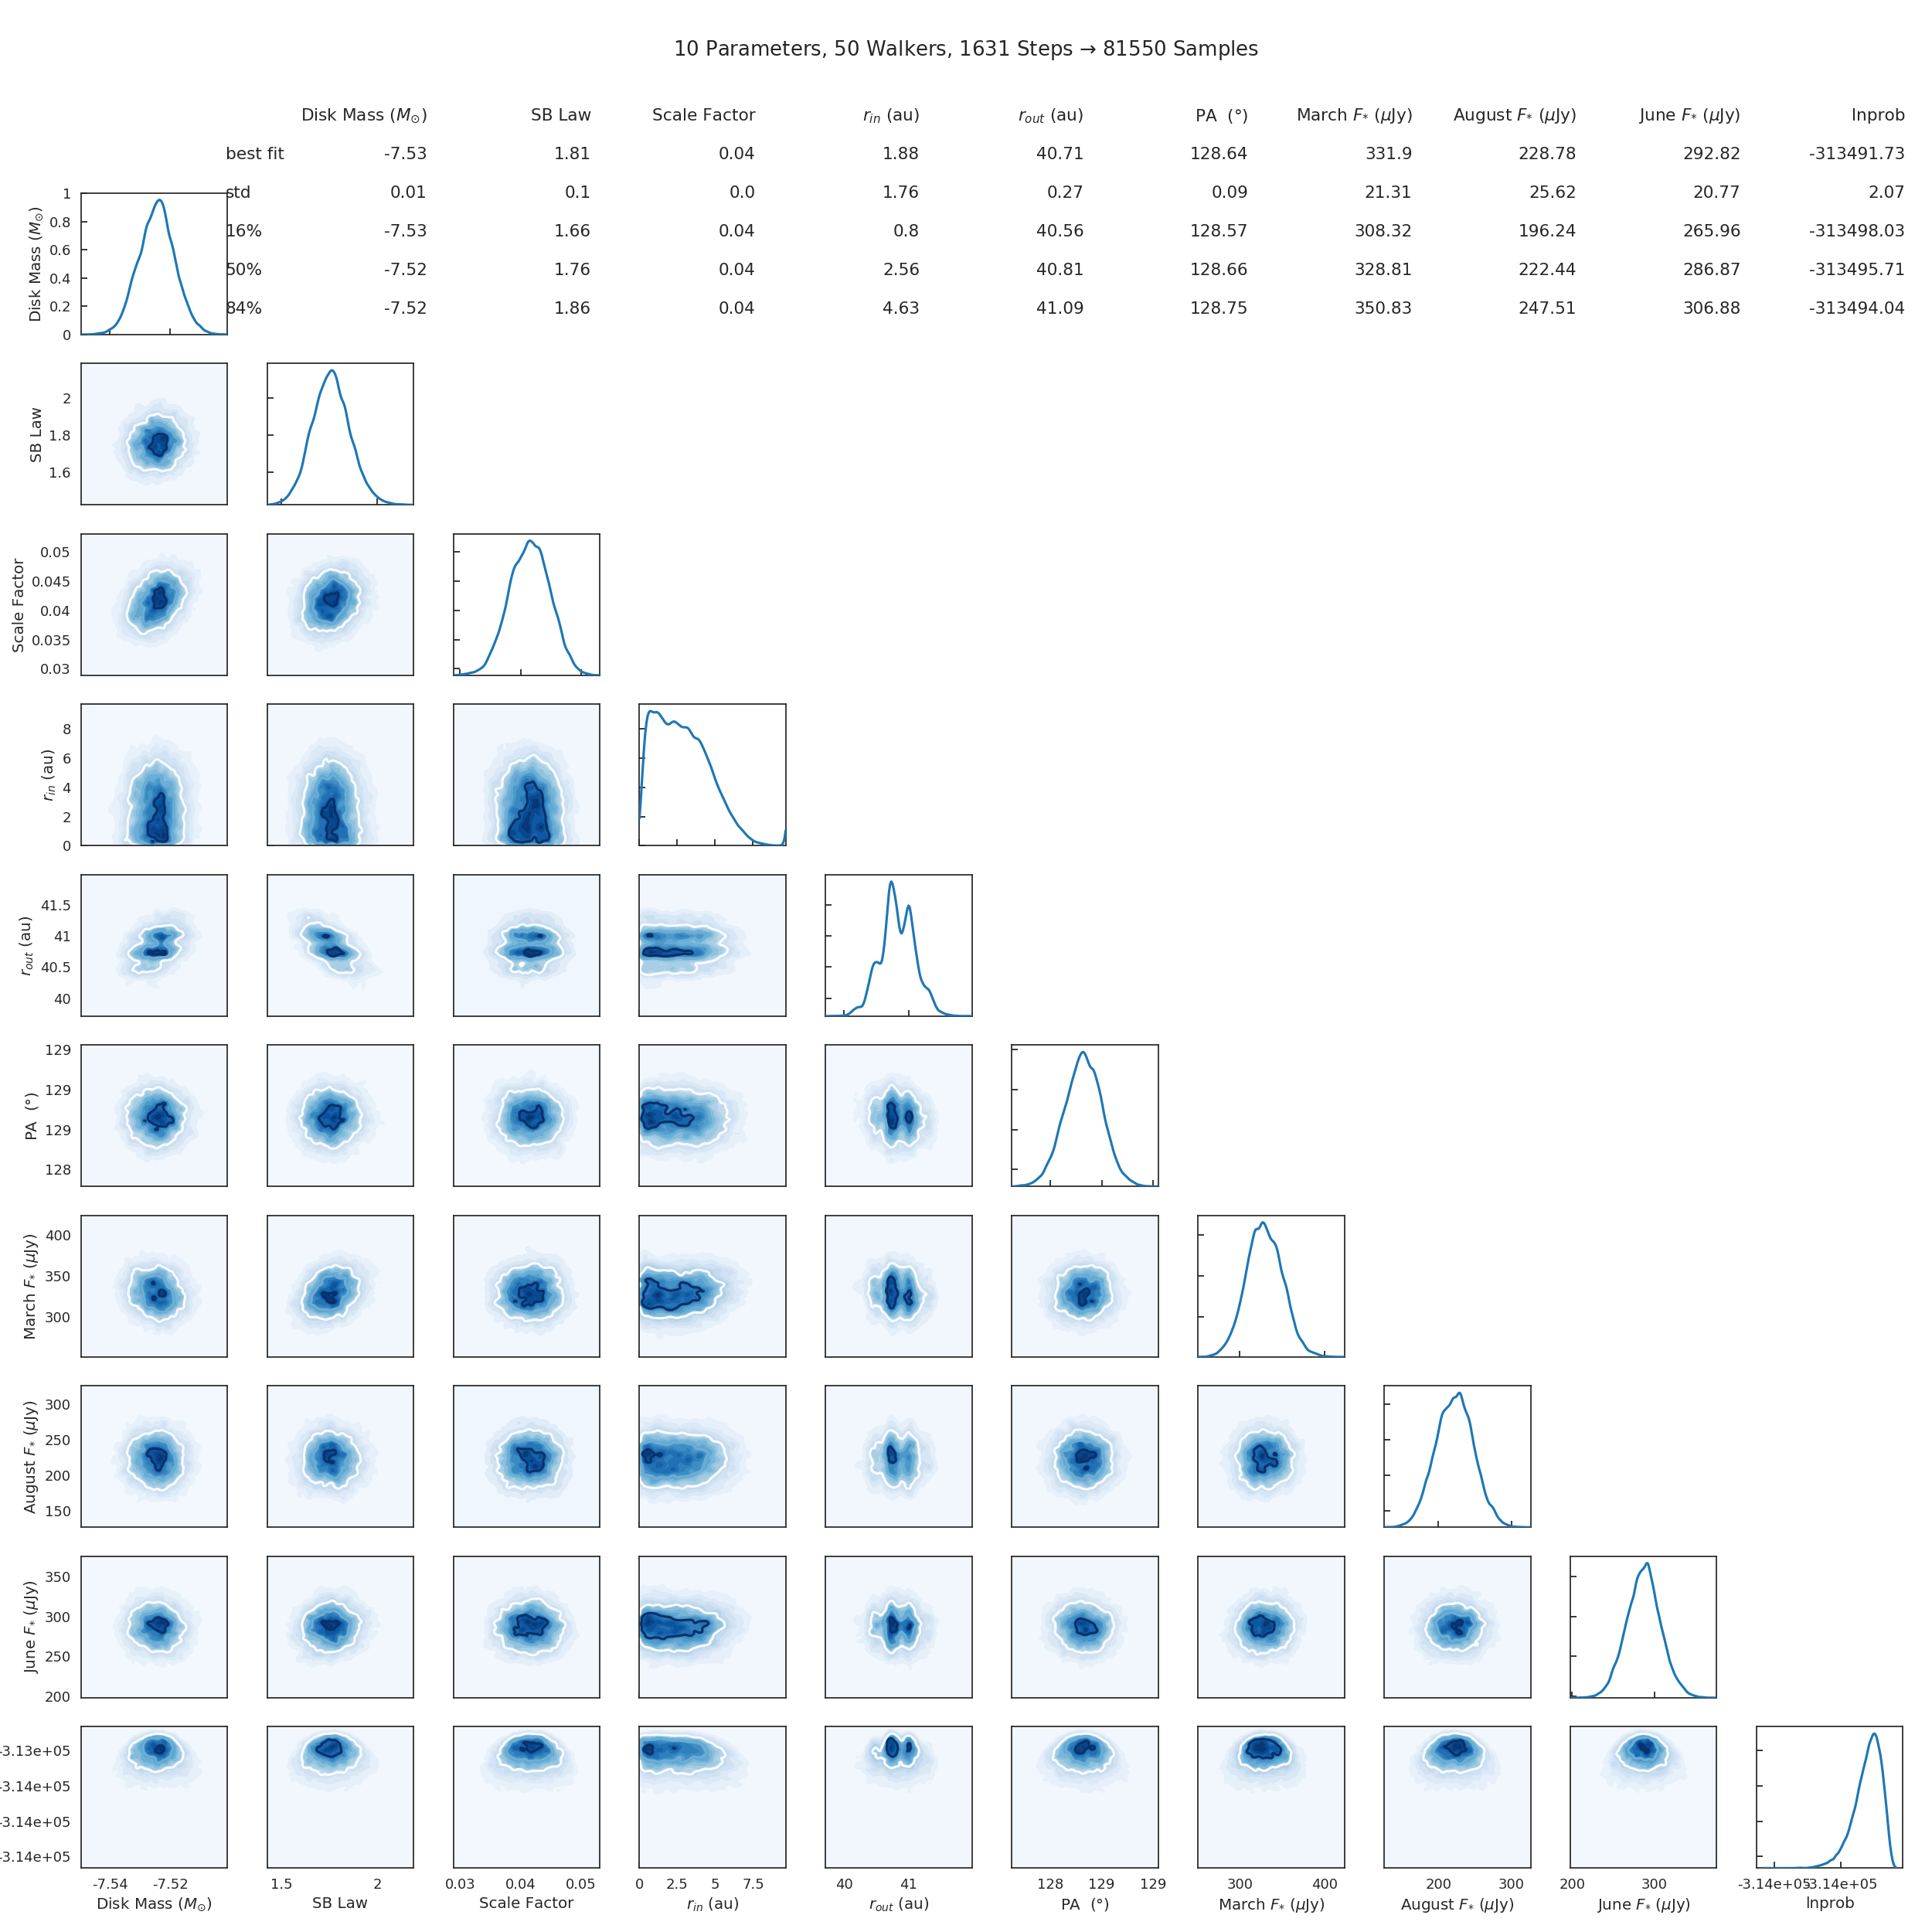 10 Parameters, 50 Walkers, 1631 Steps → 81550 Samples
Disk Mass (M⊙) SB Law Scale Factor r_in (au) r_out (au) PA (°) March F* (μJy) August F* (μJy) June F* (μJy) lnprob
best fit -7.53 1.81 0.04 1.88 40.71 128.64 331.9 228.78 292.82 -313491.73
std 0.01 0.1 0.0 1.76 0.27 0.09 21.31 25.62 20.77 2.07
16% -7.53 1.66 0.04 0.8 40.56 128.57 308.32 196.24 265.96 -313498.03
50% -7.52 1.76 0.04 2.56 40.81 128.66 328.81 222.44 286.87 -313495.71
84% -7.52 1.86 0.04 4.63 41.09 128.75 350.83 247.51 306.88 -313494.04
Disk Mass (M⊙)
1
0.8
0.6
0.4
0.2
0
SB Law
2
1.8
1.6
Scale Factor
0.05
0.045
0.04
0.035
0.03
r_in (au)
8
6
4
2
0
r_out (au)
41.5
41
40.5
40
PA (°)
129
129
129
128
March F* (μJy)
400
350
300
August F* (μJy)
300
250
200
150
June F* (μJy)
350
300
250
200
-3.13e+05
-3.14e+05
-3.14e+05
-3.14e+05
-7.54 -7.52 1.5 2 0.03 0.04 0.05 0 2.5 5 7.5 40 41 128 129 129 300 400 200 300 200 300 -3.14e+05 -3.14e+05
Disk Mass (M⊙) SB Law Scale Factor r_in (au) r_out (au) PA (°) March F* (μJy) August F* (μJy) June F* (μJy) lnprob